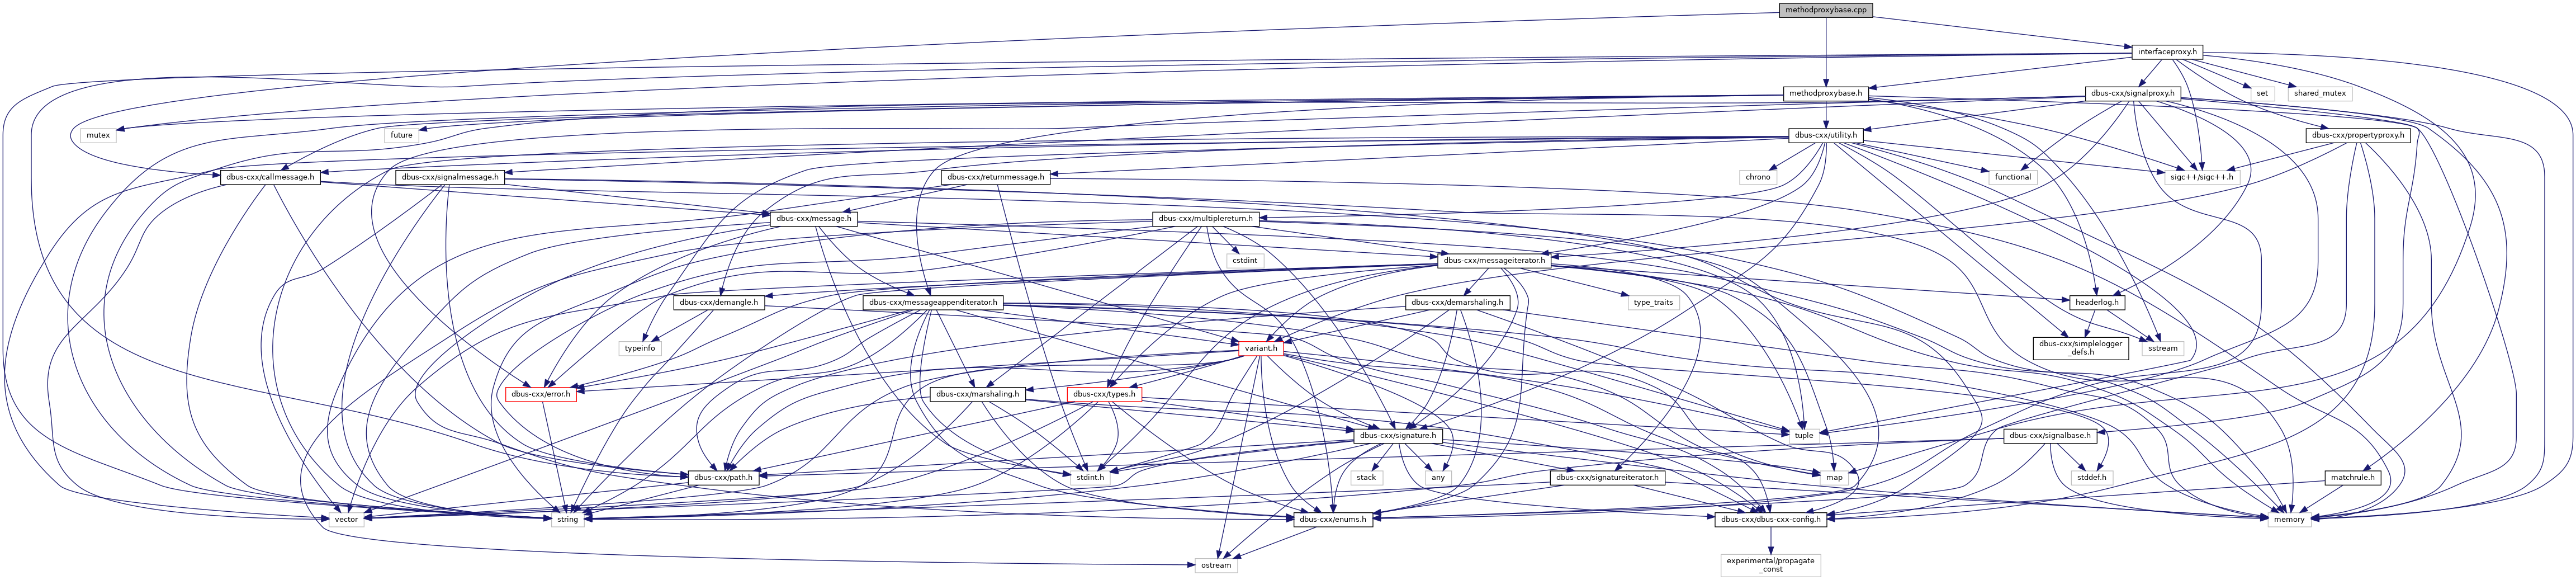 methodproxybase.cpp
interfaceproxy.h
methodproxybase.h
dbus-cxx/signalproxy.h
set
shared_mutex
mutex
future
dbus-cxx/utility.h
dbus-cxx/propertyproxy.h
dbus-cxx/callmessage.h
dbus-cxx/signalmessage.h
dbus-cxx/returnmessage.h
chrono
functional
sigc++/sigc++.h
dbus-cxx/message.h
dbus-cxx/multiplereturn.h
cstdint
dbus-cxx/messageiterator.h
dbus-cxx/demangle.h
dbus-cxx/messageappenditerator.h
dbus-cxx/demarshaling.h
type_traits
headerlog.h
typeinfo
variant.h
dbus-cxx/simplelogger
_defs.h
sstream
dbus-cxx/error.h
dbus-cxx/marshaling.h
dbus-cxx/types.h
dbus-cxx/signature.h
tuple
dbus-cxx/signalbase.h
dbus-cxx/path.h
stdint.h
stack
any
dbus-cxx/signatureiterator.h
map
stddef.h
matchrule.h
vector
string
dbus-cxx/enums.h
dbus-cxx/dbus-cxx-config.h
memory
ostream
experimental/propagate
_const